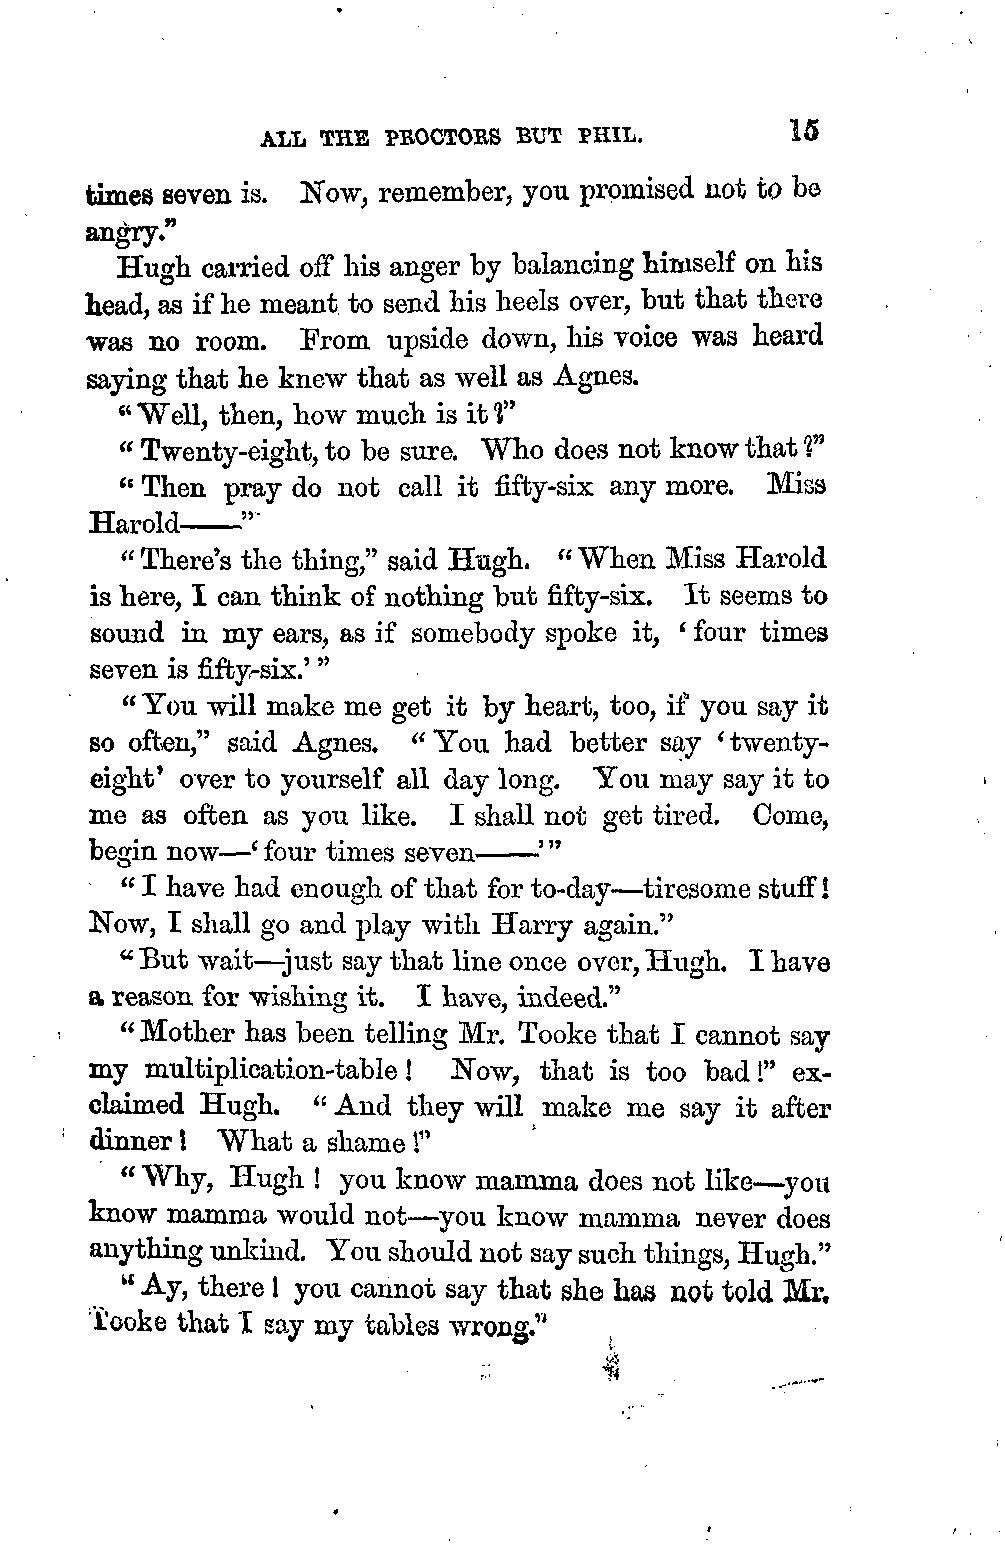 ALL THE PROCTORS BUT PHIL. 15
times seven is. Now, remember, you promised not to be
angry.”
Hugh carried off his anger by balancing himself on his
head, as if he meant to send his heels over, but that there
was no room. From upside down, his voice was heard
saying that he knew that as well as Agnes.
“Well, then, how much is it?”
“Twenty-eight, to be sure. Who does not know that?”
“Then pray do not call it fifty-six any more. Miss
Harold——”
“There’s the thing,” said Hugh. “When Miss Harold
is here, I can think of nothing but fifty-six. It seems to
sound in my ears, as if somebody spoke it, ‘four times
seven is fifty-six.’”
“You will make me get it by heart, too, if you say it
so often,” said Agnes. “You had better say ‘twenty-
eight’ over to yourself all day long. You may say it to
me as often as you like. I shall not get tired. Come,
begin now—‘four times seven——’”
“I have had enough of that for to-day—tiresome stuff!
Now, I shall go and play with Harry again.”
“But wait—just say that line once over, Hugh. I have
a reason for wishing it. I have, indeed.”
“Mother has been telling Mr. Tooke that I cannot say
my multiplication-table! Now, that is too bad!” ex-
claimed Hugh. “And they will make me say it after
dinner! What a shame!”
“Why, Hugh! you know mamma does not like—you
know mamma would not—you know mamma never does
anything unkind. You should not say such things, Hugh.”
“Ay, there! you cannot say that she has not told Mr.
Tooke that I say my tables wrong.”